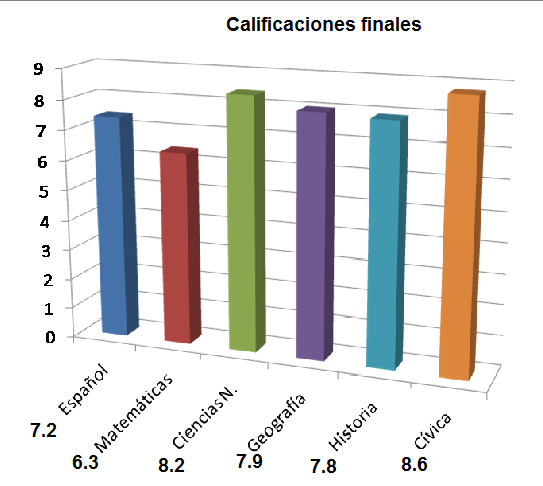 Calificaciones finales
9
8
7
6
5
4
3
2
1
0
Español
Matemáticas
Ciencias N.
Geografía
Historia
Cívica
7.2
6.3
8.2
7.9
7.8
8.6